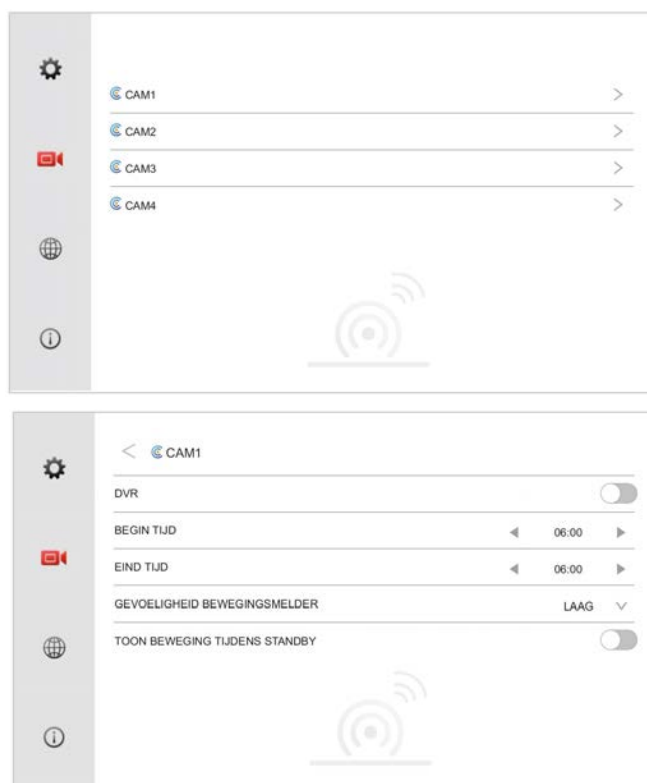 CAM1
CAM2
CAM3
CAM4
CAM1
DVR
BEGIN TIJD 06:00
EIND TIJD 06:00
GEVOELIGHEID BEWEGINGSMELDER LAAG
TOON BEWEGING TIJDENS STANDBY